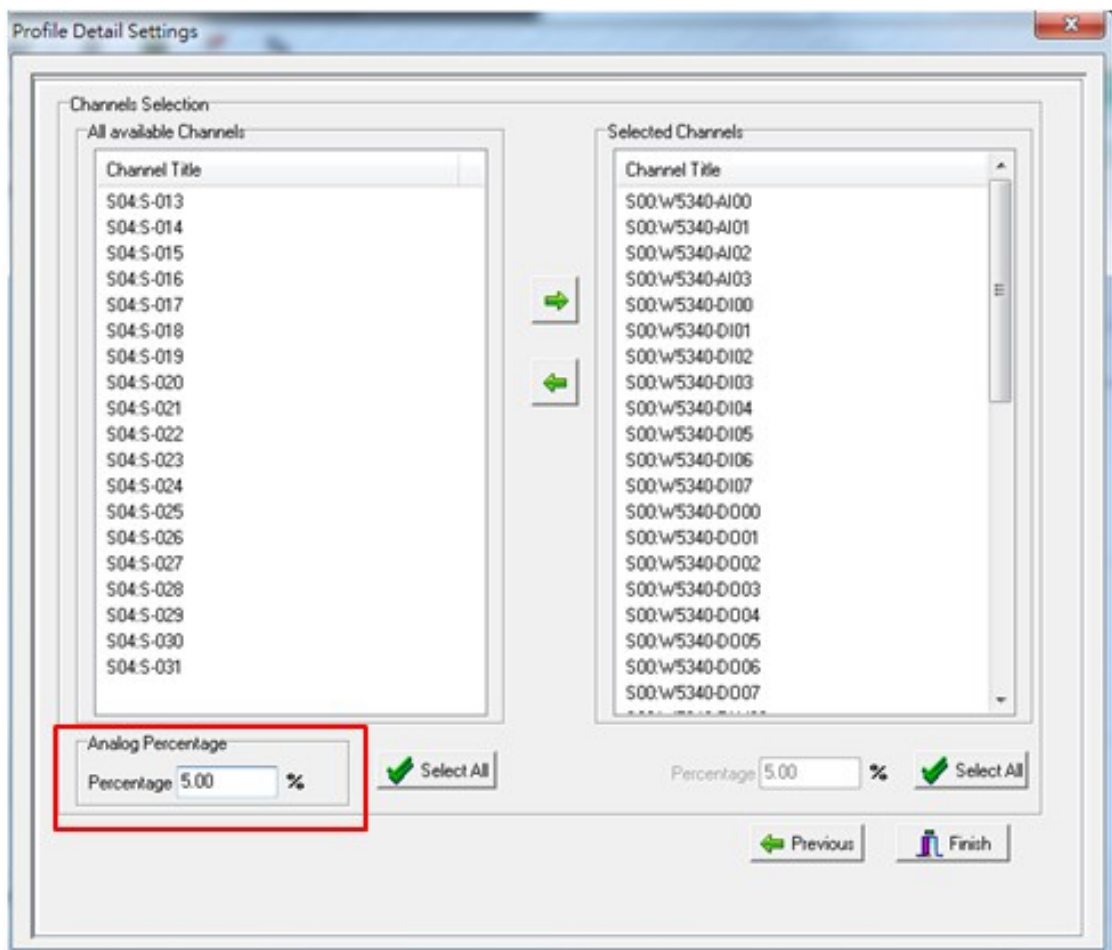 Profile Detail Settings
Channels Selection
All available Channels
Channel Title
S04:S-013
S04:S-014
S04:S-015
S04:S-016
S04:S-017
S04:S-018
S04:S-019
S04:S-020
S04:S-021
S04:S-022
S04:S-023
S04:S-024
S04:S-025
S04:S-026
S04:S-027
S04:S-028
S04:S-029
S04:S-030
S04:S-031
Selected Channels
Channel Title
S00:W5340-AI00
S00:W5340-AI01
S00:W5340-AI02
S00:W5340-AI03
S00:W5340-DI00
S00:W5340-DI01
S00:W5340-DI02
S00:W5340-DI03
S00:W5340-DI04
S00:W5340-DI05
S00:W5340-DI06
S00:W5340-DI07
S00:W5340-DO00
S00:W5340-DO01
S00:W5340-DO02
S00:W5340-DO03
S00:W5340-DO04
S00:W5340-DO05
S00:W5340-DO06
S00:W5340-DO07
Analog Percentage
Percentage 5.00 %
Select All
Percentage 5.00 %
Select All
Previous
Finish